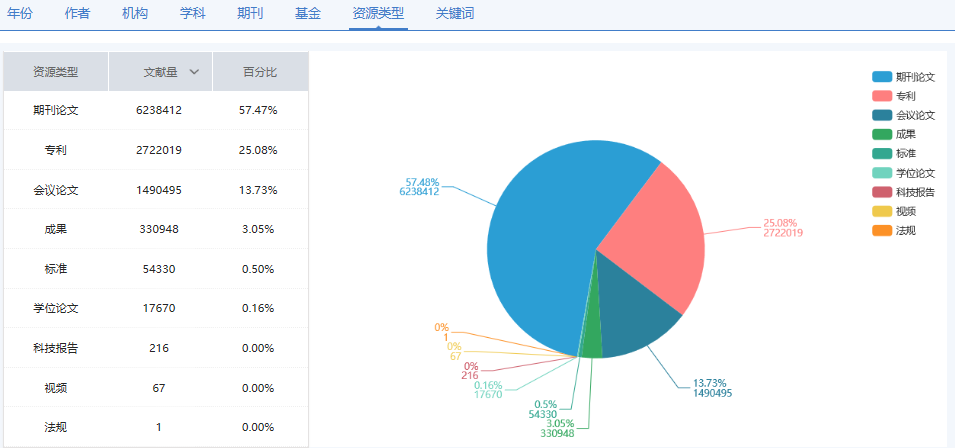 年份 作者 机构 学科 期刊 基金 资源类型 关键词
资源类型 文献量 百分比
期刊论文 6238412 57.47%
专利 2722019 25.08%
会议论文 1490495 13.73%
成果 330948 3.05%
标准 54330 0.50%
学位论文 17670 0.16%
科技报告 216 0.00%
视频 67 0.00%
法规 1 0.00%
57.48%
6238412
25.08%
2722019
0%
1
0%
67
0%
216
0.16%
17670
0.5%
54330
3.05%
330948
13.73%
1490495
期刊论文
专利
会议论文
成果
标准
学位论文
科技报告
视频
法规